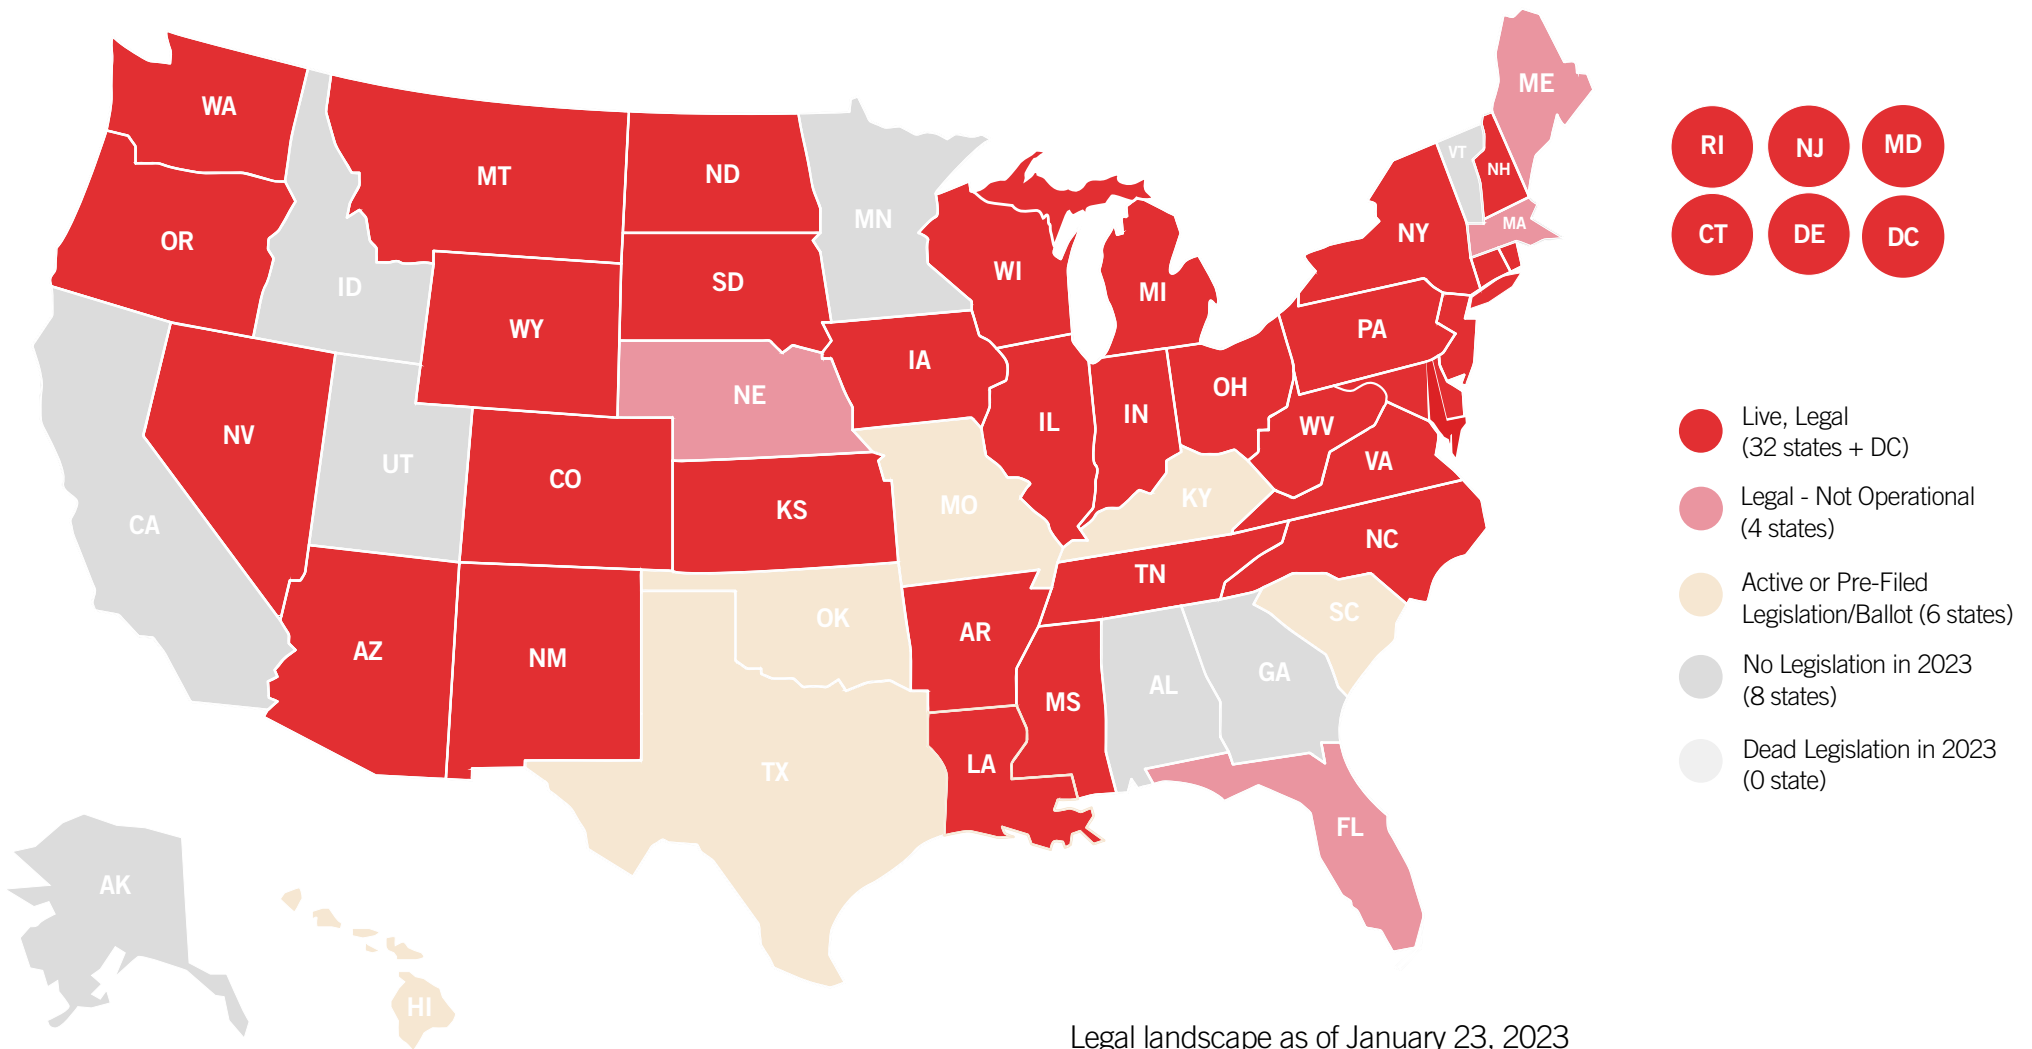 WA
MT
ND
MN
OR
ID
SD
WI
MI
NY
VT
NH
ME
MA
WY
NE
IA
PA
NV
UT
CO
KS
MO
IL
IN
OH
WV
VA
KY
CA
AZ
NM
OK
AR
TN
NC
SC
MS
AL
GA
TX
LA
FL
AK
HI
RI NJ MD
CT DE DC
Live, Legal
(32 states + DC)
Legal - Not Operational
(4 states)
Active or Pre-Filed
Legislation/Ballot (6 states)
No Legislation in 2023
(8 states)
Dead Legislation in 2023
(0 state)
Legal landscape as of January 23, 2023